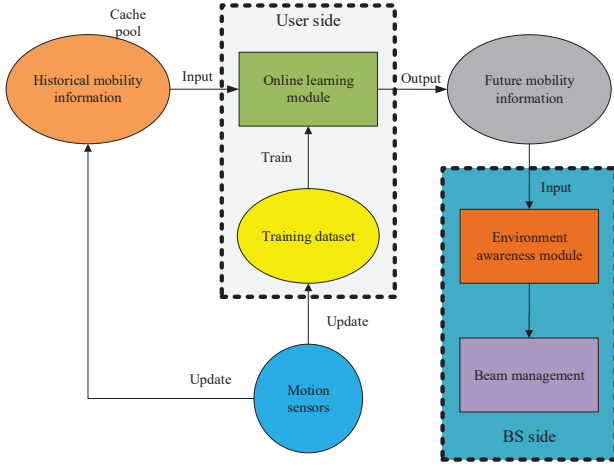 Cache
pool
User side
Historical mobility
information
Input
Online learning
module
Output
Future mobility
information
Train
Input
Training dataset
Environment
awareness module
Update
Update
Motion
sensors
Beam management
BS side